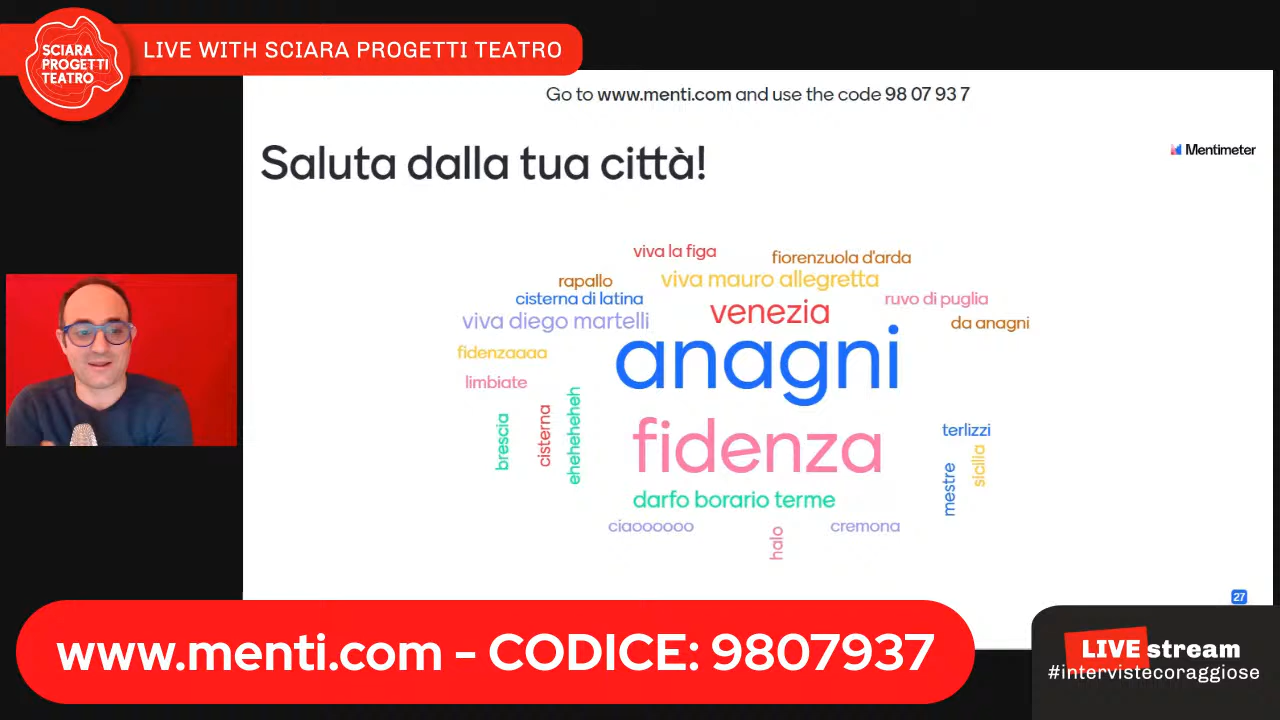 SCIARA
PROGETTI
TEATRO
LIVE WITH SCIARA PROGETTI TEATRO
Go to www.menti.com and use the code 98 07 93 7
Saluta dalla tua città!
Mentimeter
viva la figa
fiorenzuola d'arda
rapallo
viva mauro allegretta
cisterna di latina
venezia
ruvo di puglia
viva diego martelli
da anagni
fidenzaaaa
anagni
limbiate
brescia
cisterna
eheheheheh
fidenza
terlizzi
mestre
sicilia
darfo borario terme
ciaoooooo
halo
cremona
27
www.menti.com - CODICE: 9807937
LIVE stream
#intervistecoraggiose